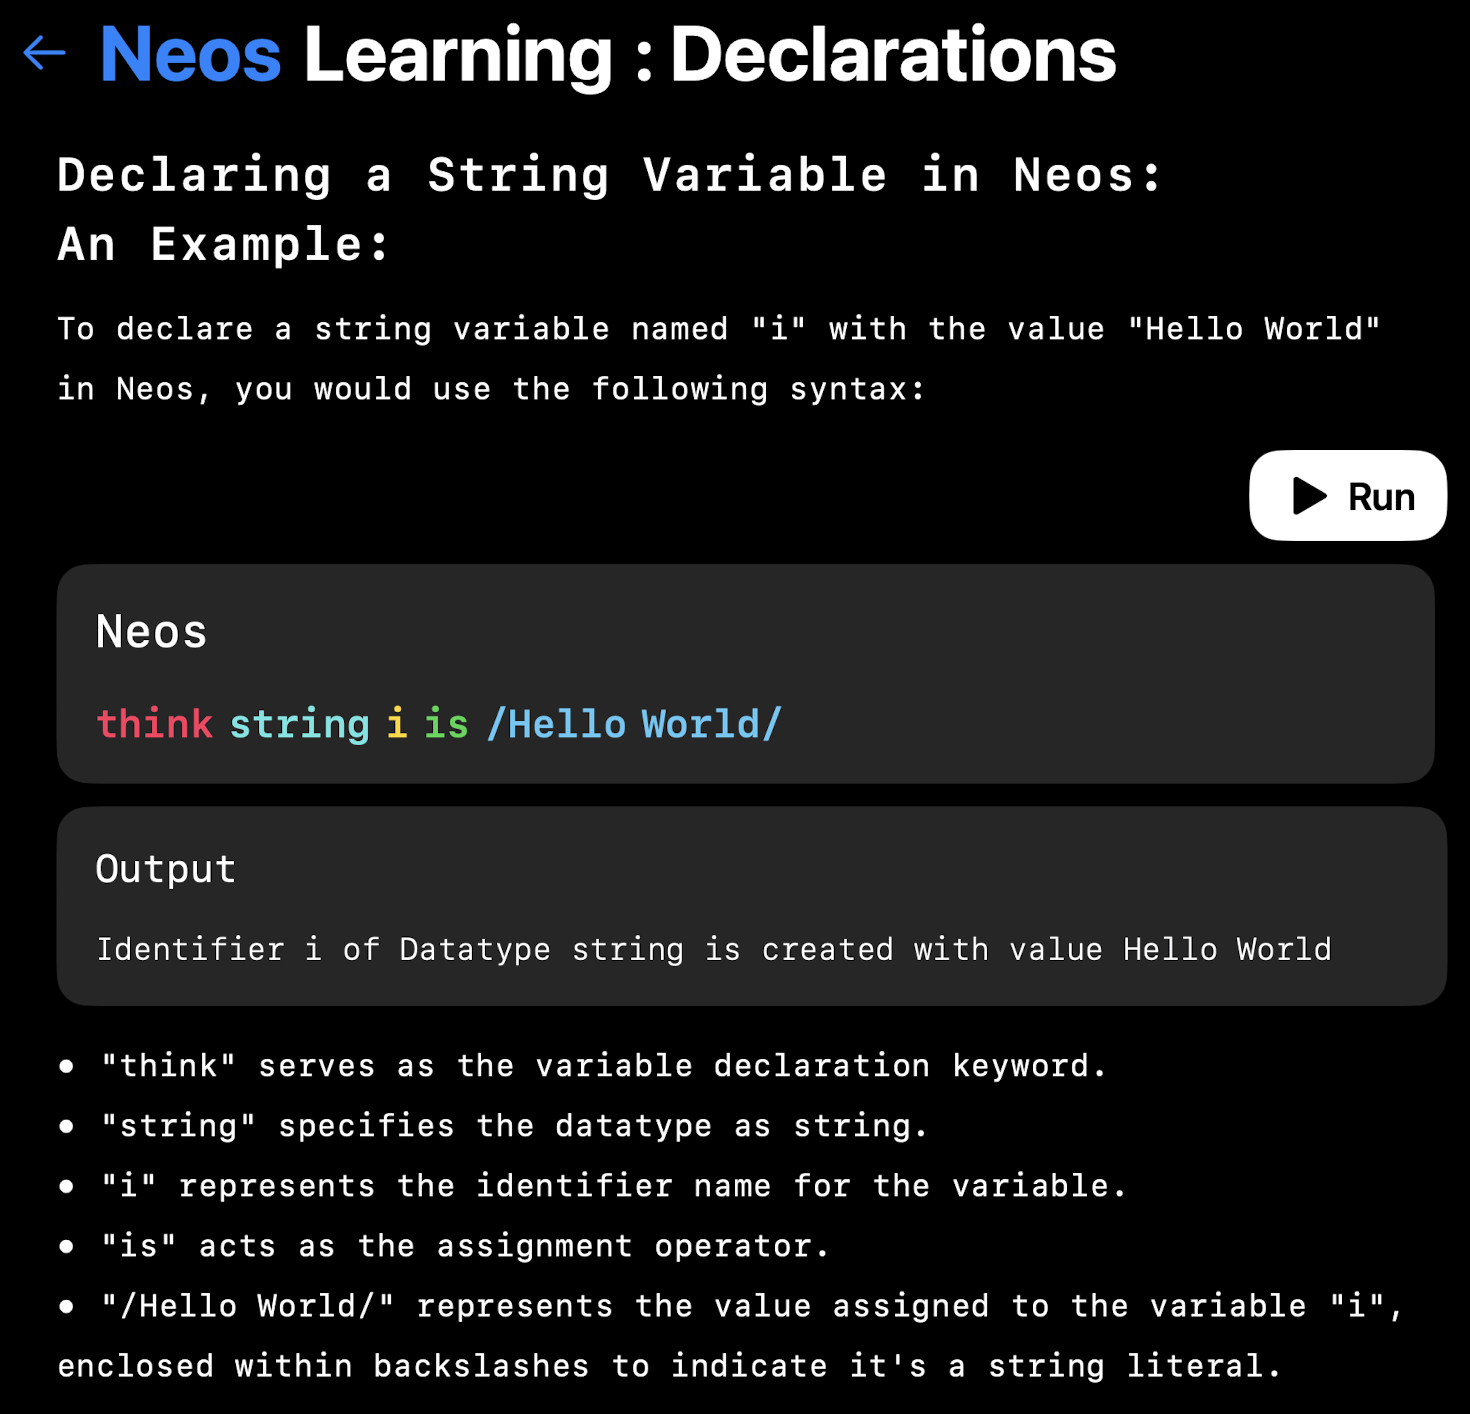 ← Neos Learning : Declarations
Declaring a String Variable in Neos:
An Example:
To declare a string variable named "i" with the value "Hello World"
in Neos, you would use the following syntax:
Run
Neos
think string i is /Hello World/
Output
Identifier i of Datatype string is created with value Hello World
● "think" serves as the variable declaration keyword.
● "string" specifies the datatype as string.
● "i" represents the identifier name for the variable.
● "is" acts as the assignment operator.
● "/Hello World/" represents the value assigned to the variable "i",
enclosed within backslashes to indicate it's a string literal.